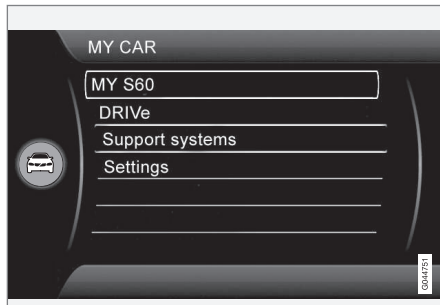 MY CAR
MY S60
DRIVe
Support systems
Settings
G044751